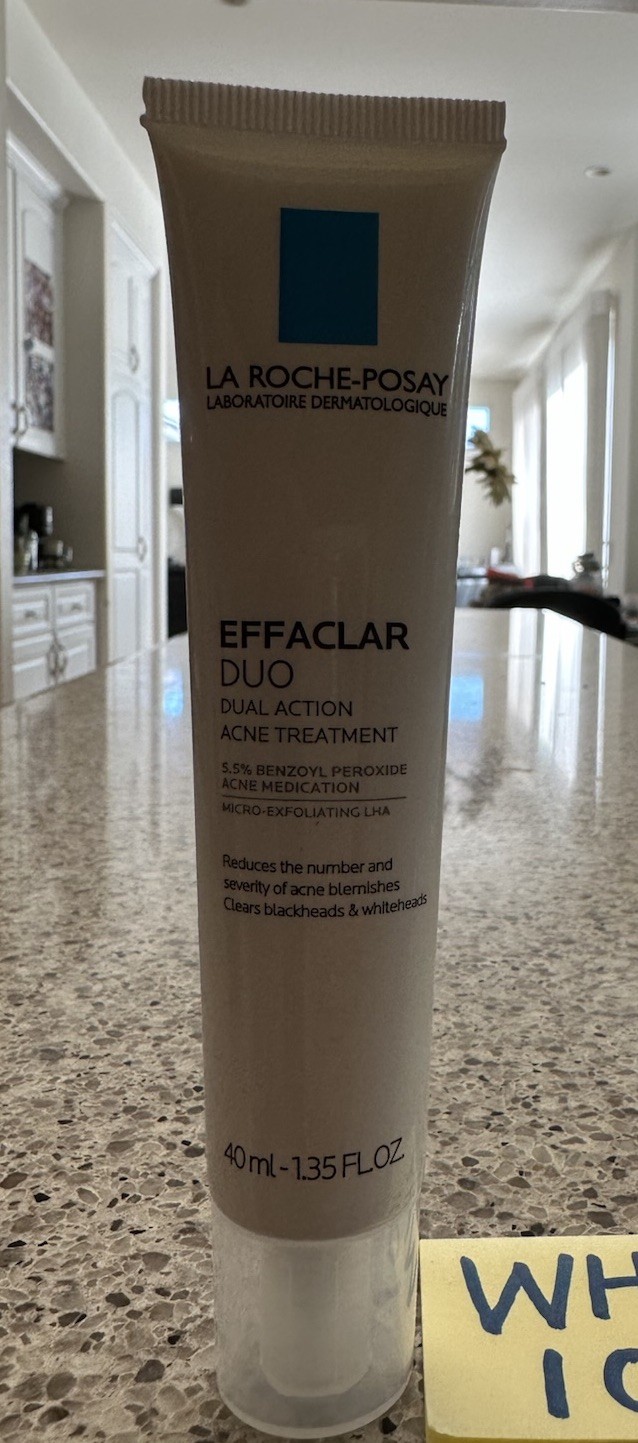 LA ROCHE-POSAY
LABORATOIRE DERMATOLOGIQUE
EFFACLAR
DUO
DUAL ACTION
ACNE TREATMENT
5.5% BENZOYL PEROXIDE
ACNE MEDICATION
MICRO-EXFOLIATING LHA
Reduces the number and
severity of acne blemishes
Clears blackheads & whiteheads
40 ml - 1.35 FL.OZ.